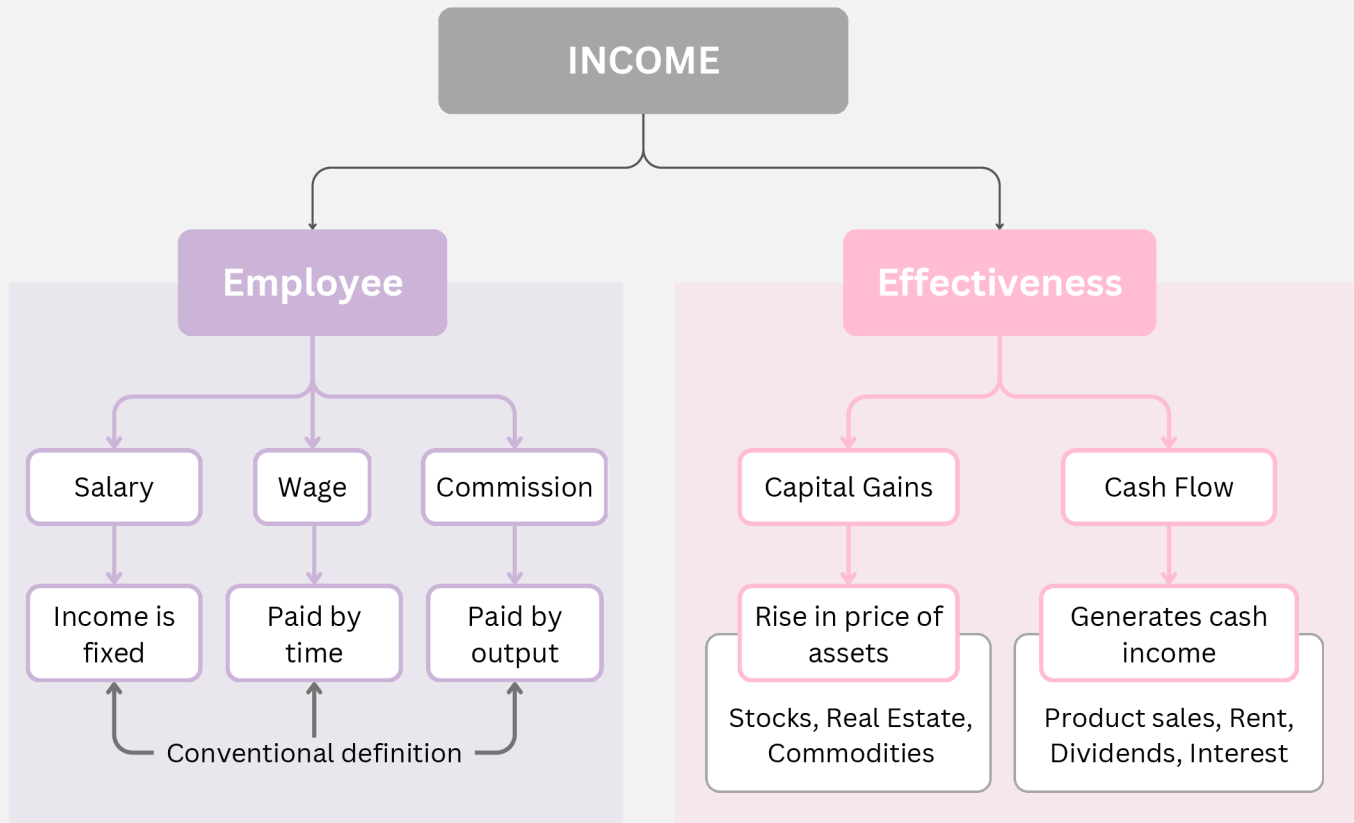 INCOME
Employee
Effectiveness
Salary
Wage
Commission
Capital Gains
Cash Flow
Income is
fixed
Paid by
time
Paid by
output
Rise in price of
assets
Generates cash
income
Stocks, Real Estate,
Commodities
Product sales, Rent,
Dividends, Interest
Conventional definition